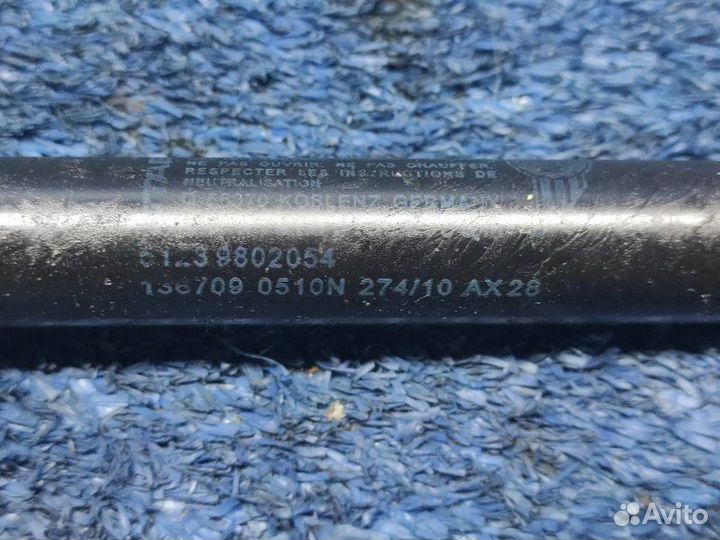 NE PAS OUVRIR. NE PAS CHAUFFER.
RESPECTER LES INSTRUCTIONS DE
NEUTRALISATION
KOBLENZ GERMANY
9802054
0510N 274/10 AX28
Avito